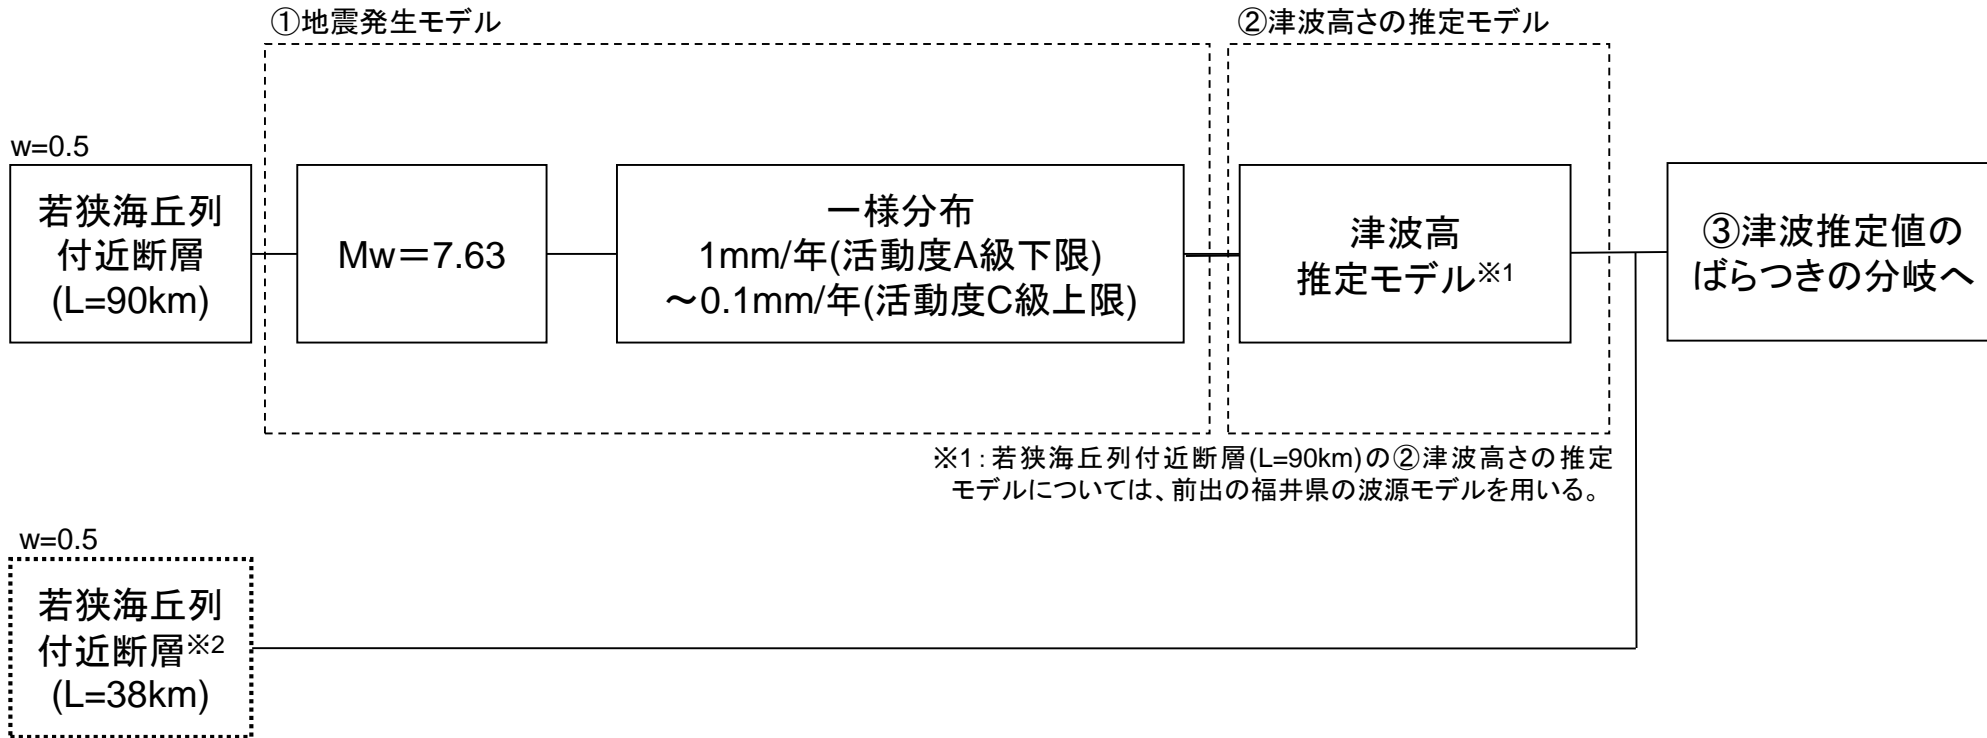 ①地震発生モデル
②津波高さの推定モデル
w=0.5
若狭海丘列
付近断層
(L=90km)
Mw＝7.63
一様分布
1mm/年(活動度A級下限)
～0.1mm/年(活動度C級上限)
津波高
推定モデル※1
③津波推定値の
ばらつきの分岐へ
※1：若狭海丘列付近断層(L=90km)の②津波高さの推定
モデルについては、前出の福井県の波源モデルを用いる。
w=0.5
若狭海丘列
付近断層※2
(L=38km)